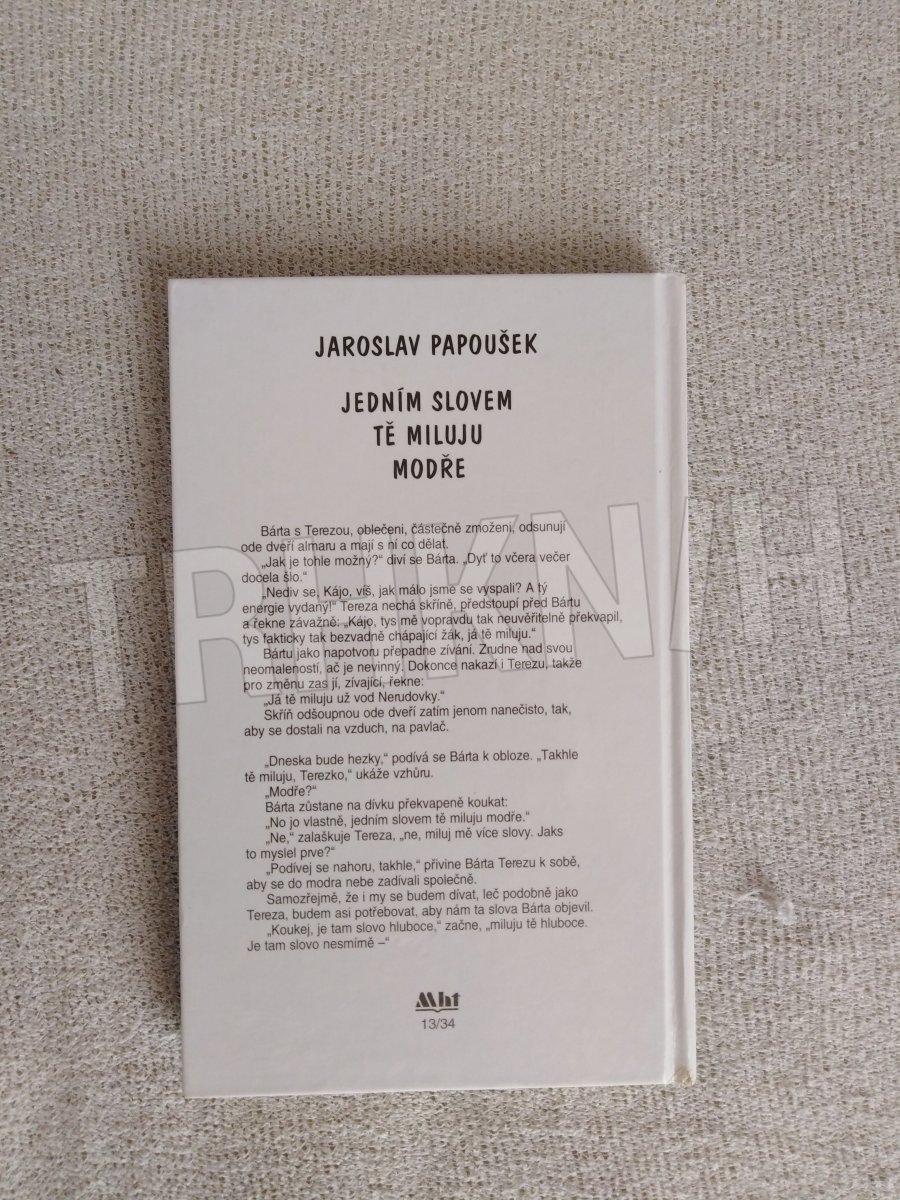 JAROSLAV PAPOUŠEK
JEDNÍM SLOVEM
TĚ MILUJU
MODŘE
Bárta s Terezou, oblečeni, částečně zmoženi, odsunují
ode dveří almaru a mají s ní co dělat.
„Jak je tohle možný?“ diví se Bárta. „Dyť to včera večer
docela šlo.“
„Nediv se, Kájo, víš, jak málo jsme se vyspali? A tý
energie vydaný!“ Tereza nechá skříně, předstoupí před Bártu
a řekne závažně: „Kájo, tys mě vopravdu tak neuvěřitelně překvapil,
tys fakticky tak bezvadně chápající žák, já tě miluju.“
Bártu jako napotvoru přepadne zívání. Zrudne nad svou
neomaleností, ač je nevinný. Dokonce nakazí i Terezu, takže
pro změnu zas jí, zívající, řekne:
„Já tě miluju už vod Nerudovky.“
Skříň odšoupnou ode dveří zatím jenom nanečisto, tak,
aby se dostali na vzduch, na pavlač.
„Dneska bude hezky,“ podívá se Bárta k obloze. „Takhle
tě miluju, Terezko,“ ukáže vzhůru.
„Modře?“
Bárta zůstane na dívku překvapeně koukat:
„No jo vlastně, jedním slovem tě miluju modře.“
„Ne,“ zalaškuje Tereza, „ne, miluj mě více slovy. Jaks
to myslel prve?“
„Podívej se nahoru, takhle,“ přivine Bárta Terezu k sobě,
aby se do modra nebe zadívali společně.
Samozřejmě, že i my se budem dívat, leč podobně jako
Tereza, budem asi potřebovat, aby nám ta slova Bárta objevil.
„Koukej, je tam slovo hluboce,“ začne, „miluju tě hluboce.
Je tam slovo nesmírně –“
Mht
13/34
TRHKNIH